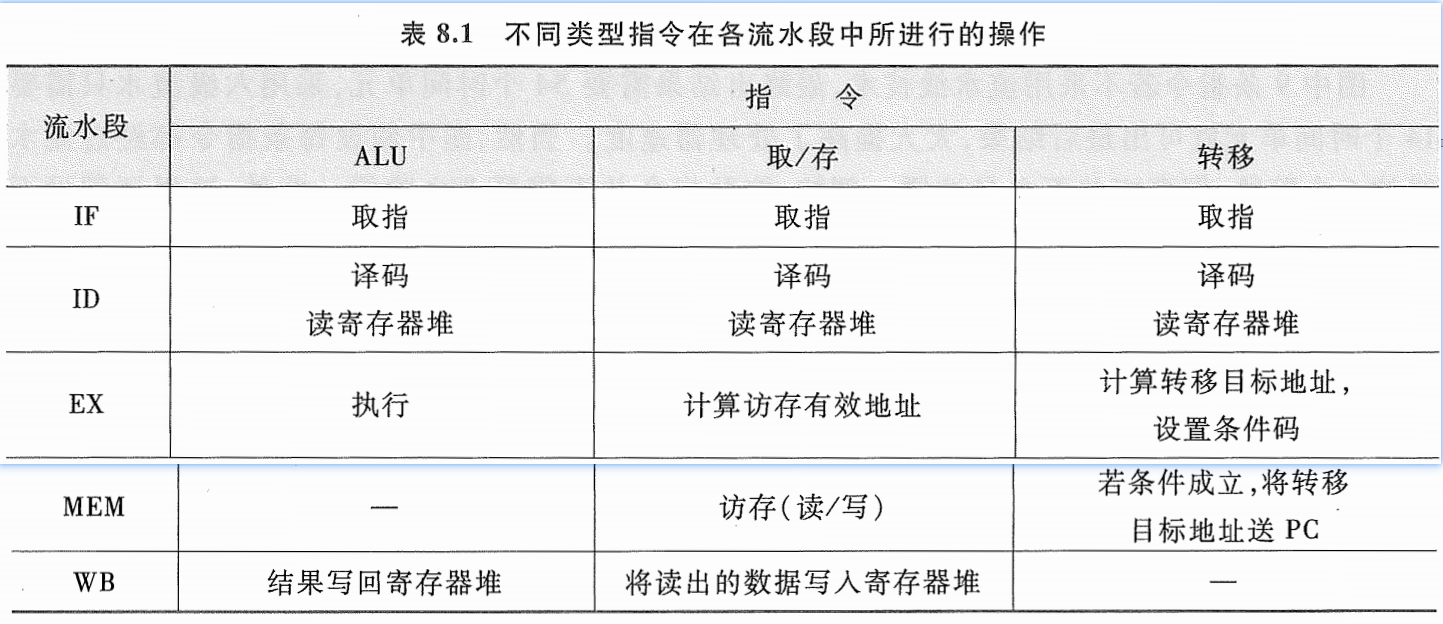 表 8.1 不同类型指令在各流水段中所进行的操作
流水段 指 令
ALU 取/存 转移
IF 取指 取指 取指
ID 译码 译码 译码
读寄存器堆 读寄存器堆 读寄存器堆
EX 执行 计算访存有效地址 计算转移目标地址,
设置条件码
MEM — 访存(读/写) 若条件成立,将转移
目标地址送 PC
WB 结果写回寄存器堆 将读出的数据写入寄存器堆 —